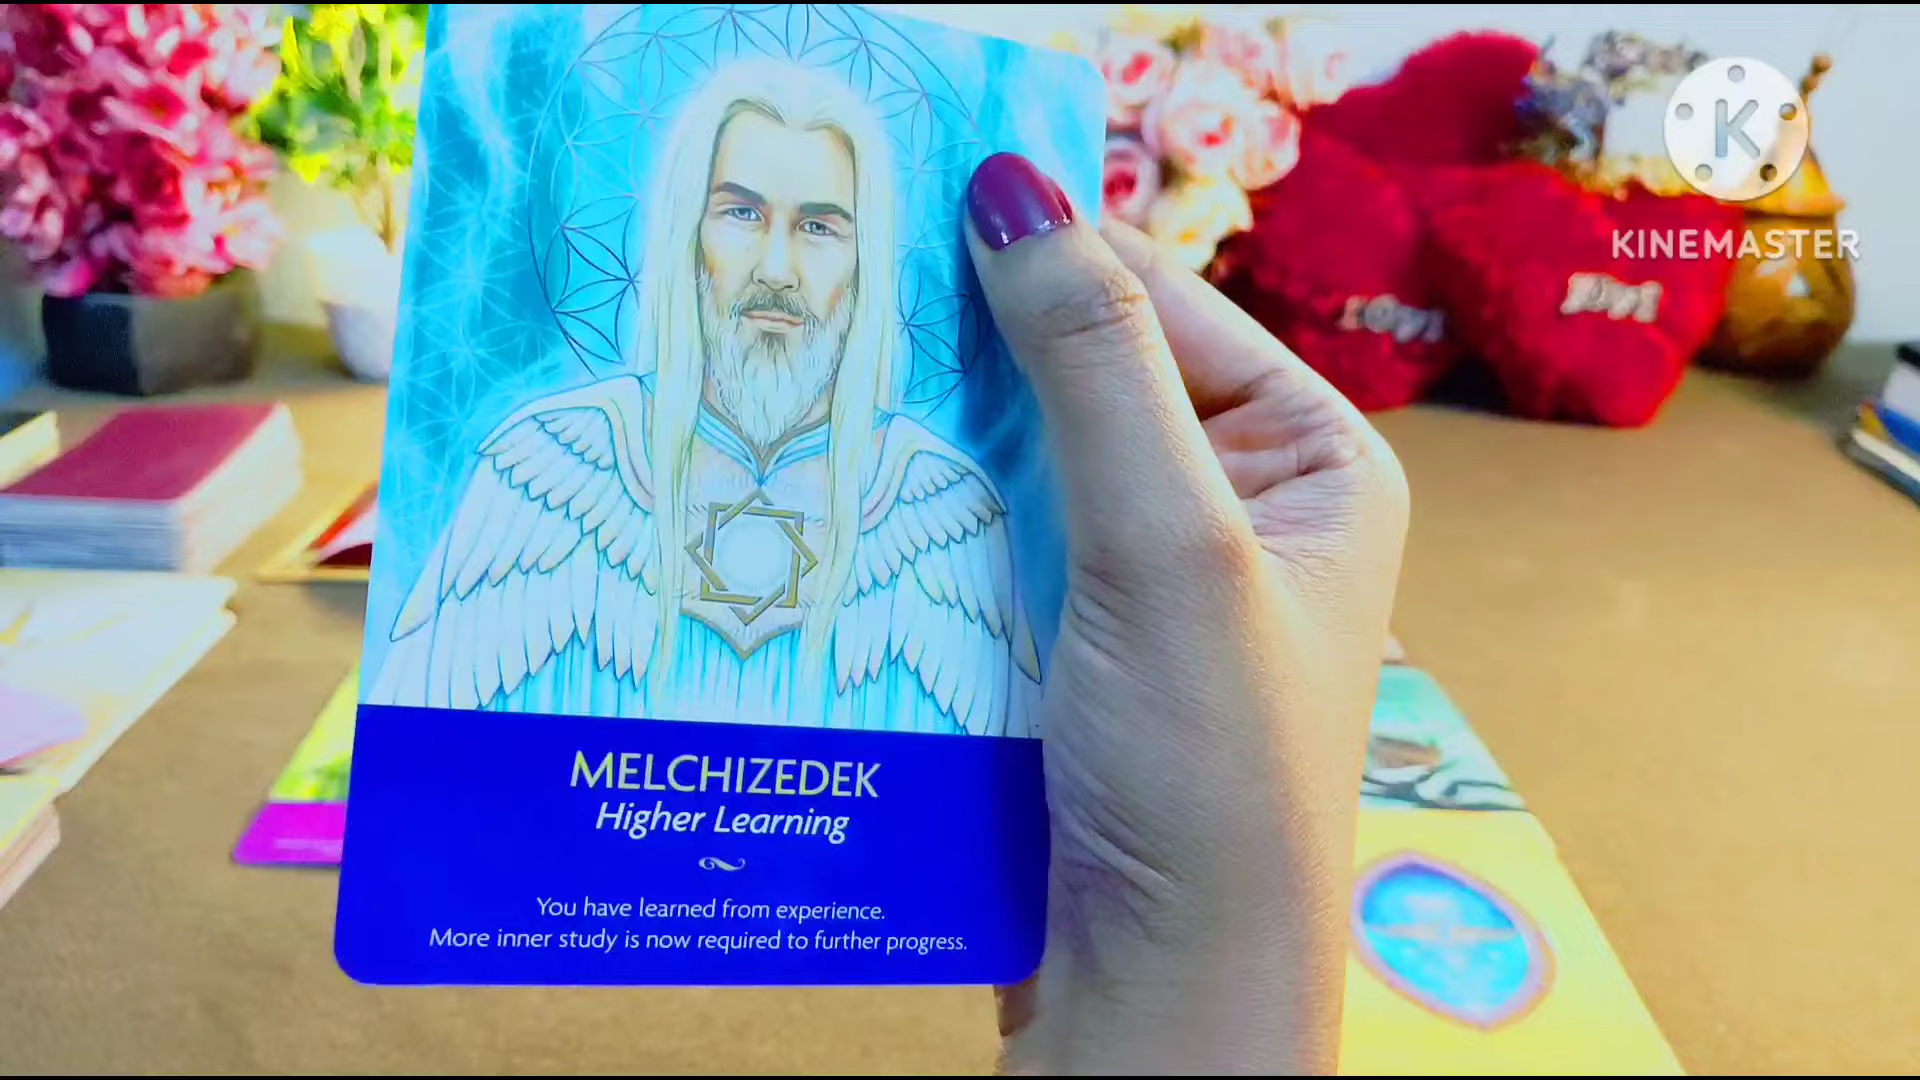 K
KINEMASTER
MELCHIZEDEK
Higher Learning
You have learned from experience.
More inner study is now required to further progress.